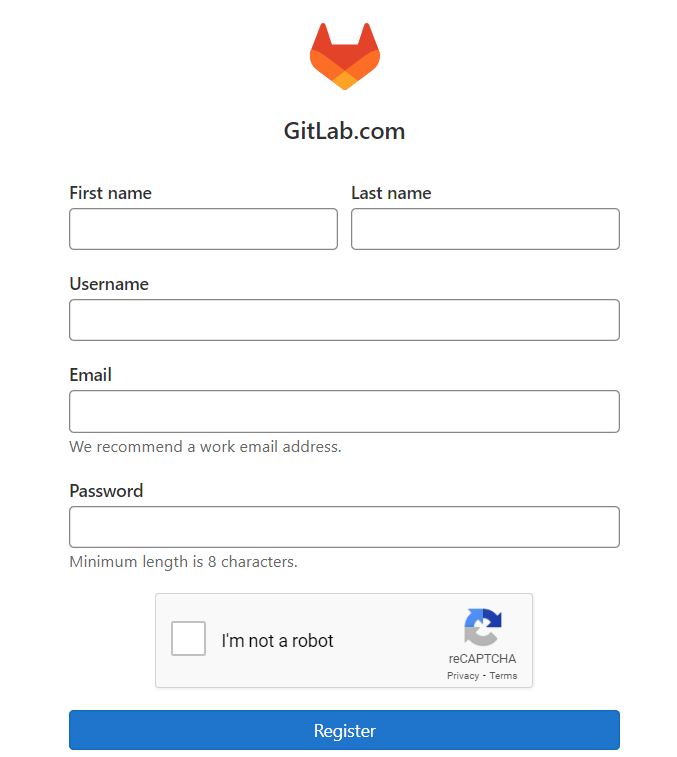 GitLab.com
First name
Last name
Username
Email
We recommend a work email address.
Password
Minimum length is 8 characters.
I'm not a robot
reCAPTCHA
Privacy - Terms
Register